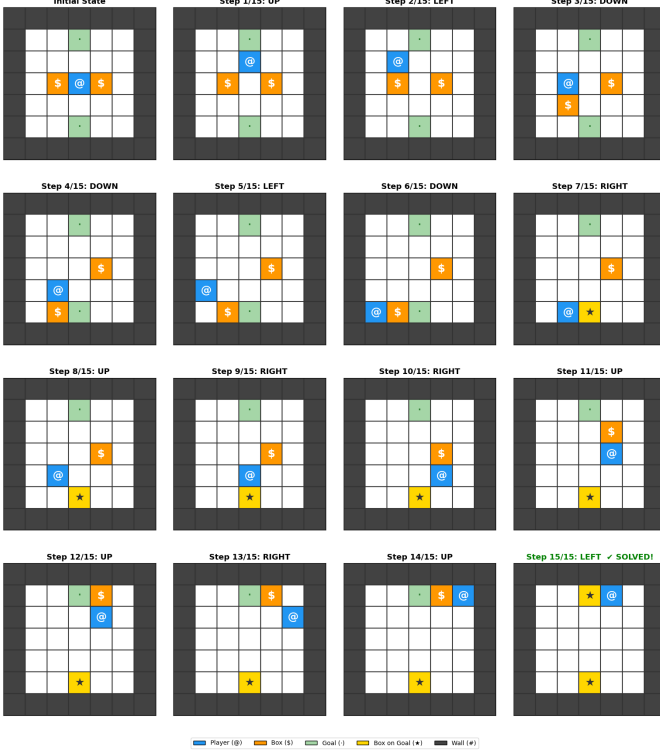 Initial State
Step 1/15: UP
Step 2/15: LEFT
Step 3/15: DOWN
@
$ @ $
$ $
@
$ $
@ $
$
Step 4/15: DOWN
Step 5/15: LEFT
Step 6/15: DOWN
Step 7/15: RIGHT
$
@
$
$
@
$
$
@ $
$
@ ★
Step 8/15: UP
Step 9/15: RIGHT
Step 10/15: RIGHT
Step 11/15: UP
$
@
★
$
@
★
$
@
★
$
@
★
Step 12/15: UP
Step 13/15: RIGHT
Step 14/15: UP
Step 15/15: LEFT ✓ SOLVED!
$
@
★
$
@
★
$ @
★
★ @
★
Player (@)
Box ($)
Goal (·)
Box on Goal (★)
Wall (#)